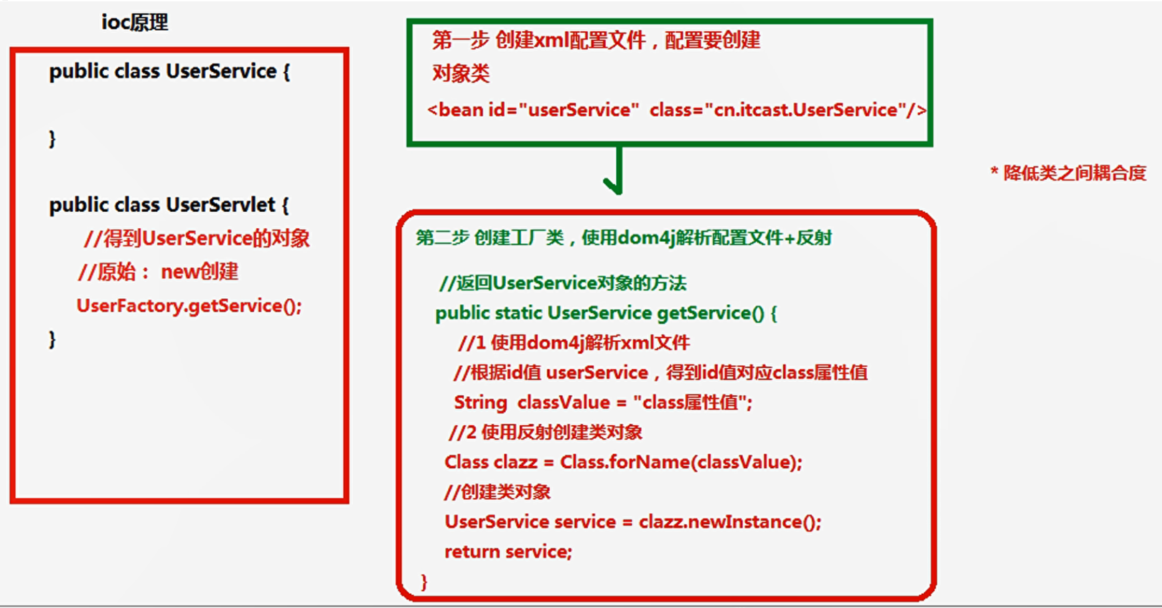 ioc原理
public class UserService {
}
public class UserServlet {
//得到UserService的对象
//原始： new创建
UserFactory.getService();
}
第一步 创建xml配置文件，配置要创建
对象类
<bean id="userService" class="cn.itcast.UserService"/>
* 降低类之间耦合度
第二步 创建工厂类，使用dom4j解析配置文件+反射
//返回UserService对象的方法
public static UserService getService() {
//1 使用dom4j解析xml文件
//根据id值 userService，得到id值对应class属性值
String classValue = "class属性值";
//2 使用反射创建类对象
Class clazz = Class.forName(classValue);
//创建类对象
UserService service = clazz.newInstance();
return service;
}